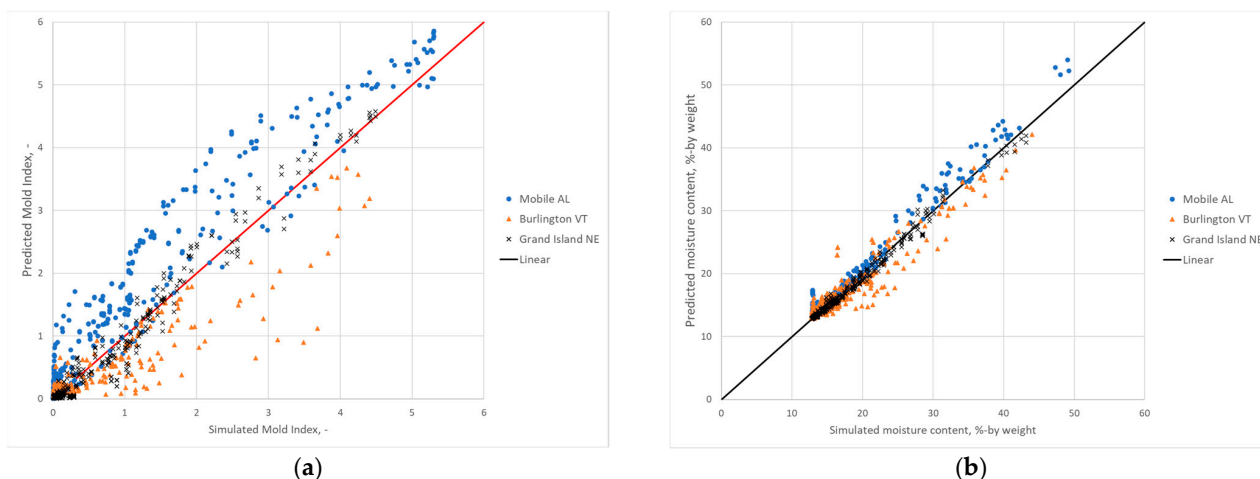 6
5
4
3
2
1
0
Predicted Mold Index, -
0 1 2 3 4 5 6
Simulated Mold Index, -
Mobile AL
Burlington VT
Grand Island NE
Linear
(a)
60
50
40
30
20
10
0
Predicted moisture content, %-by weight
0 10 20 30 40 50 60
Simulated moisture content, %-by weight
Mobile AL
Burlington VT
Grand Island NE
Linear
(b)